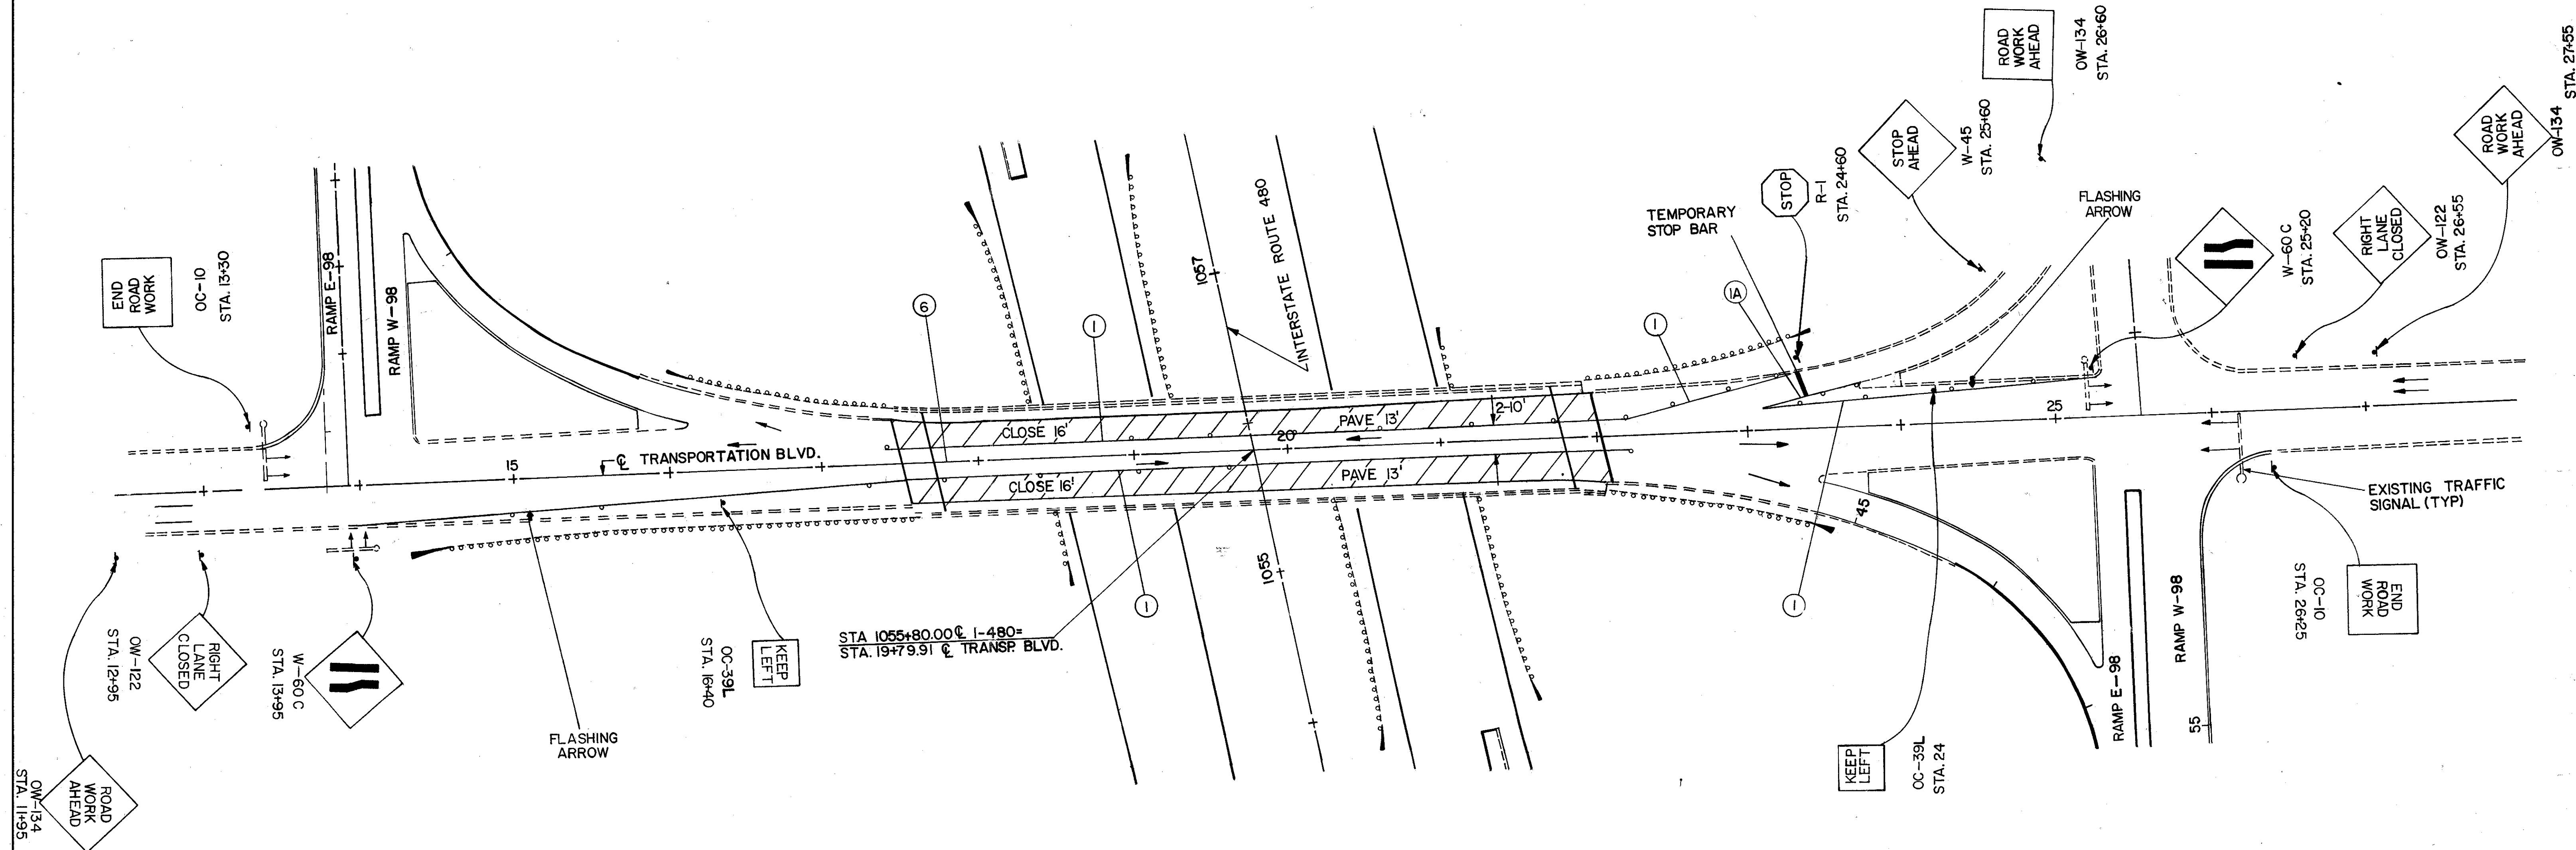 END
ROAD
WORK
OC-10
STA. 13+30
RAMP E-98
RAMP W-98
15
℄ TRANSPORTATION BLVD.
6
1
CLOSE 16'
PAVE 13'
2-10'
20
CLOSE 16'
PAVE 13'
1057
INTERSTATE ROUTE 480
1055
STA 1055+80.00 ℄ I-480=
STA. 19+79.91 ℄ TRANSP. BLVD.
1
ROAD
WORK
AHEAD
OW-134
STA. 11+95
RIGHT
LANE
CLOSED
OW-122
STA. 12+95
W-60 C
STA. 13+95
FLASHING
ARROW
KEEP
LEFT
OC-39L
STA. 16+40
1
1A
TEMPORARY
STOP BAR
STOP
R-1
STA. 24+60
STOP
AHEAD
W-45
STA. 25+60
ROAD
WORK
AHEAD
OW-134
STA. 26+60
FLASHING
ARROW
W-60 C
STA. 25+20
RIGHT
LANE
CLOSED
OW-122
STA. 26+55
ROAD
WORK
AHEAD
OW-134
STA. 27+55
25
45
1
KEEP
LEFT
OC-39L
STA. 24
RAMP E-98
RAMP W-98
55
EXISTING TRAFFIC
SIGNAL (TYP)
END
ROAD
WORK
OC-10
STA. 26+25